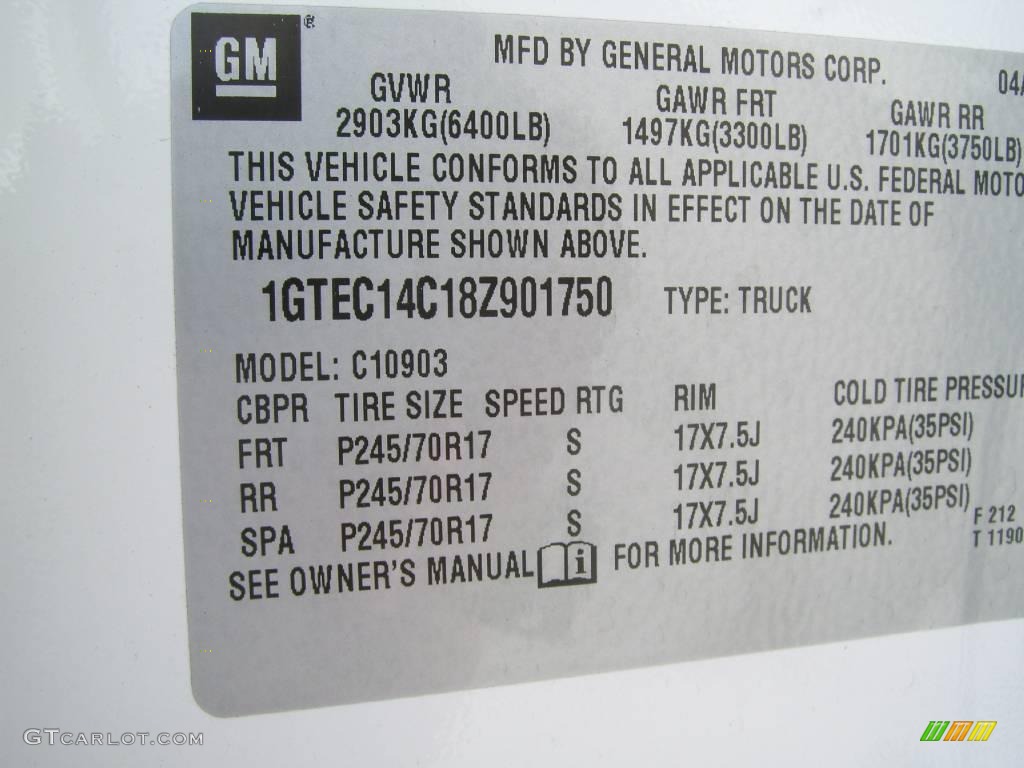 GM ®
MFD BY GENERAL MOTORS CORP.
04/
GVWR GAWR FRT GAWR RR
2903KG(6400LB) 1497KG(3300LB) 1701KG(3750LB)
THIS VEHICLE CONFORMS TO ALL APPLICABLE U.S. FEDERAL MOTO
VEHICLE SAFETY STANDARDS IN EFFECT ON THE DATE OF
MANUFACTURE SHOWN ABOVE.
1GTEC14C18Z901750 TYPE: TRUCK
MODEL: C10903
CBPR TIRE SIZE SPEED RTG RIM COLD TIRE PRESSUR
FRT P245/70R17 S 17X7.5J 240KPA(35PSI)
RR P245/70R17 S 17X7.5J 240KPA(35PSI)
SPA P245/70R17 S 17X7.5J 240KPA(35PSI)
F 212
T 1190
SEE OWNER'S MANUAL i FOR MORE INFORMATION.
GTCARLOT.COM